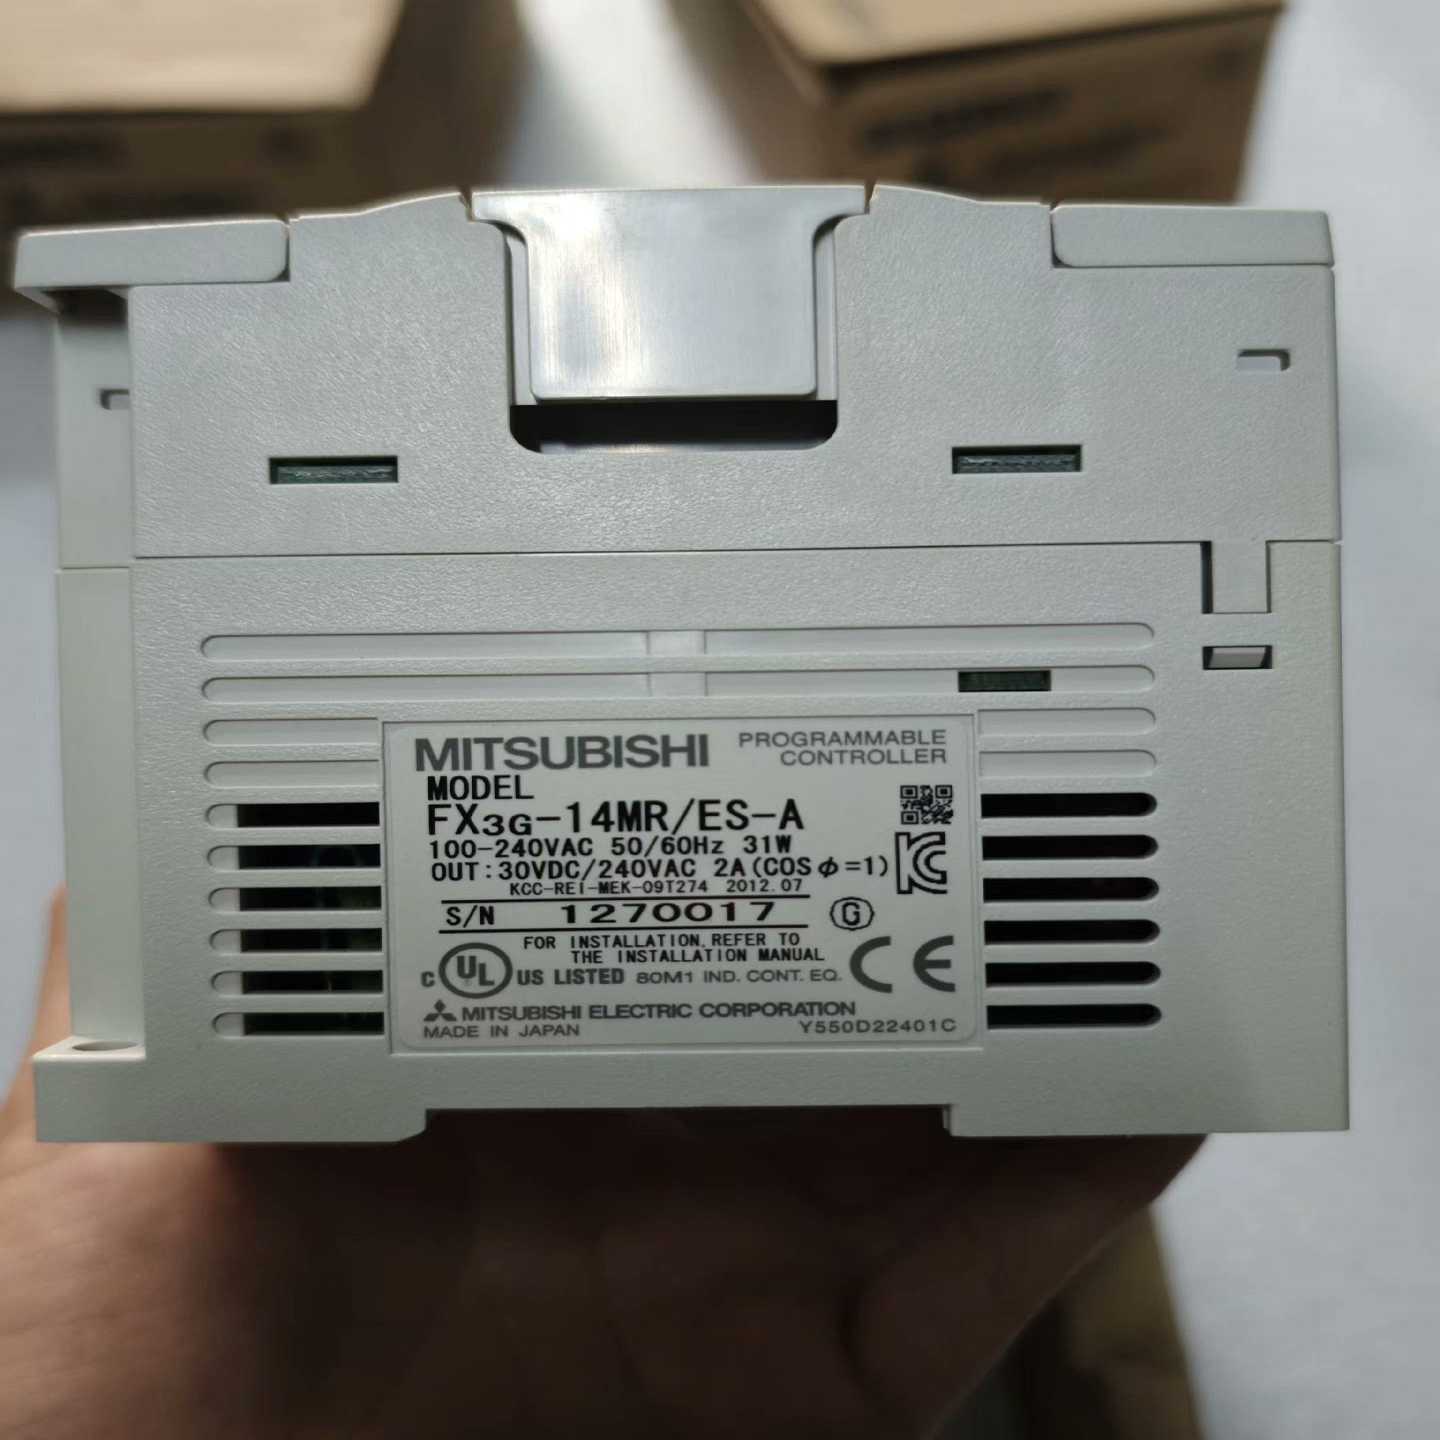 MITSUBISHI PROGRAMMABLE CONTROLLER
MODEL
FX3G-14MR/ES-A
100-240VAC 50/60Hz 31W
OUT:30VDC/240VAC 2A(COSφ=1)
KCC-REI-MEK-09T274 2012.07
S/N 1270017 G
FOR INSTALLATION,REFER TO
THE INSTALLATION MANUAL
C UL US LISTED 80M1 IND. CONT. EQ. CE
MITSUBISHI ELECTRIC CORPORATION
MADE IN JAPAN Y550D22401C